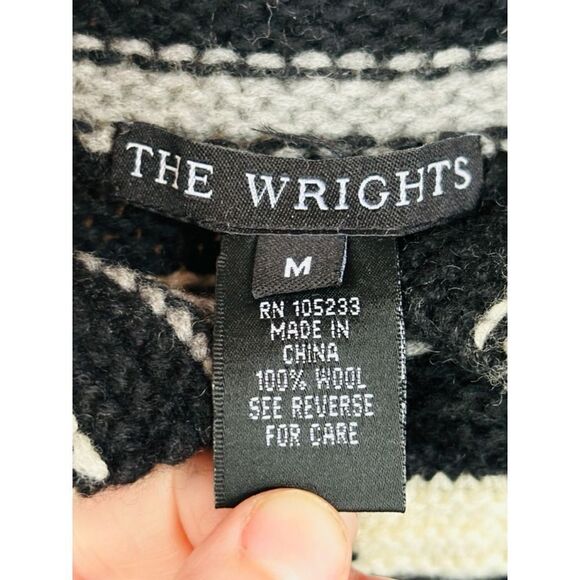 THE WRIGHTS
M
RN 105233
MADE IN
CHINA
100% WOOL
SEE REVERSE
FOR CARE